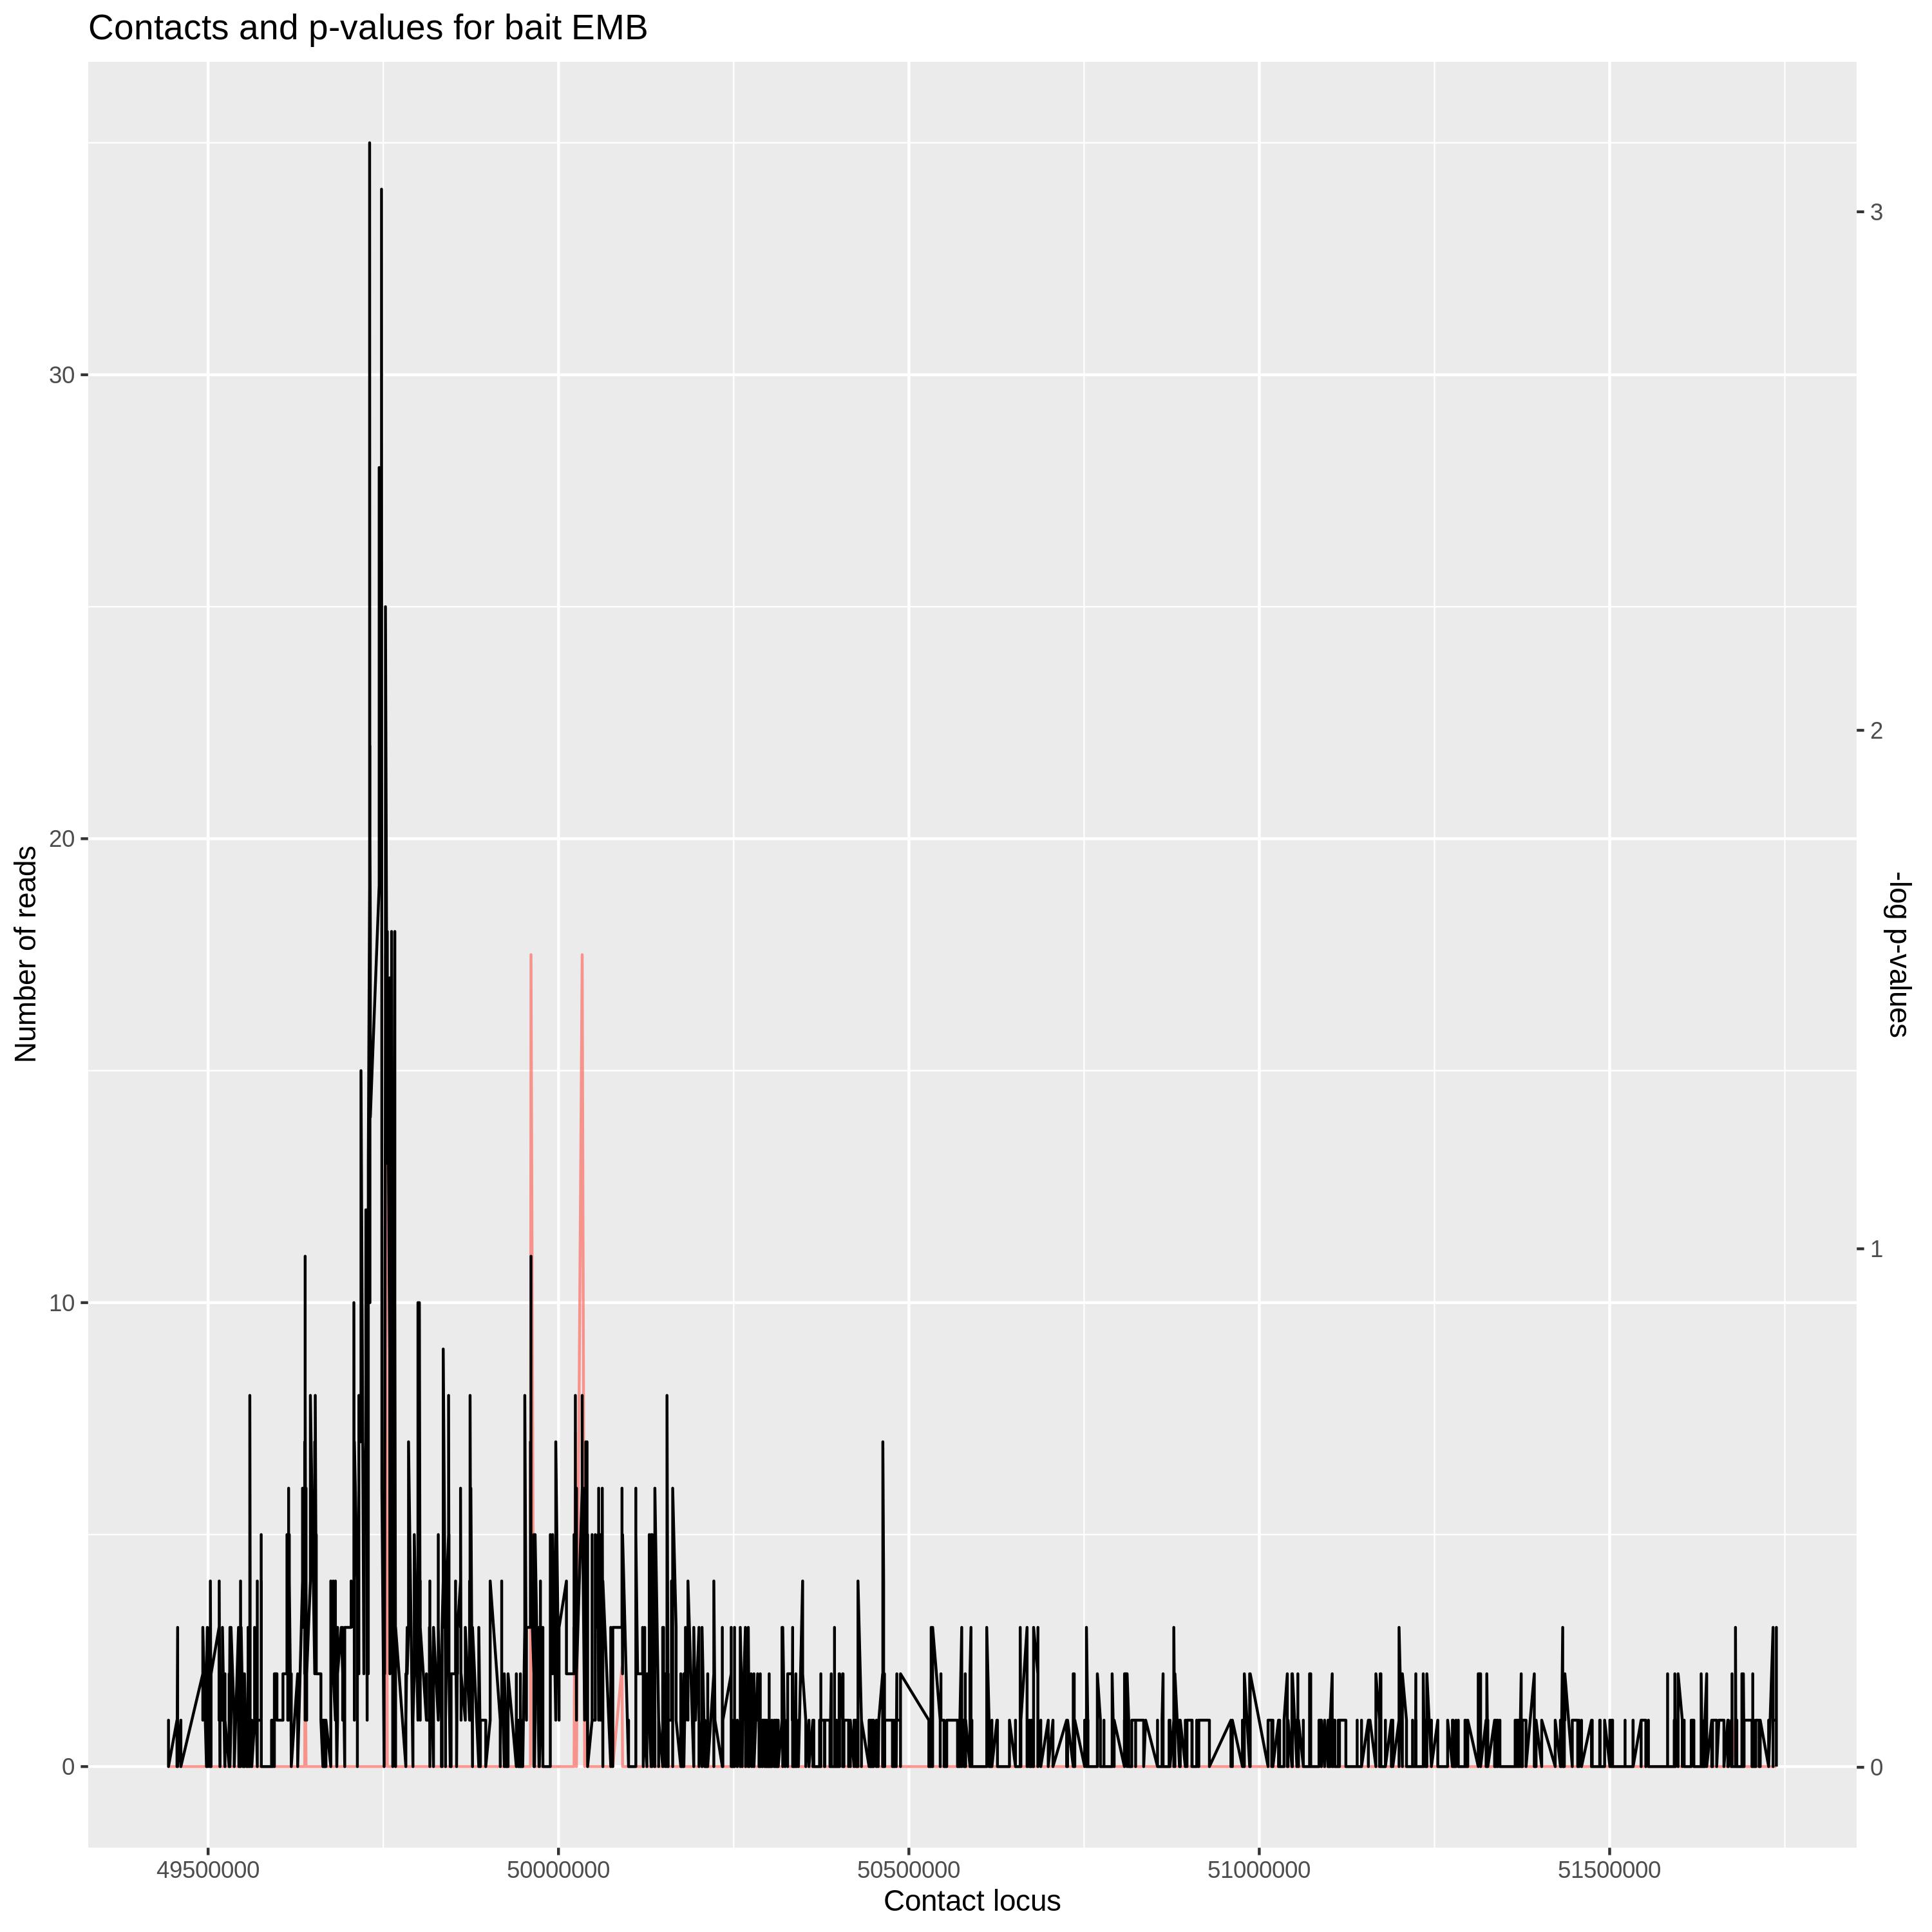 Contacts and p-values for bait EMB
30
20
10
0
Number of reads
3
2
1
0
-log p-values
49500000 50000000 50500000 51000000 51500000
Contact locus